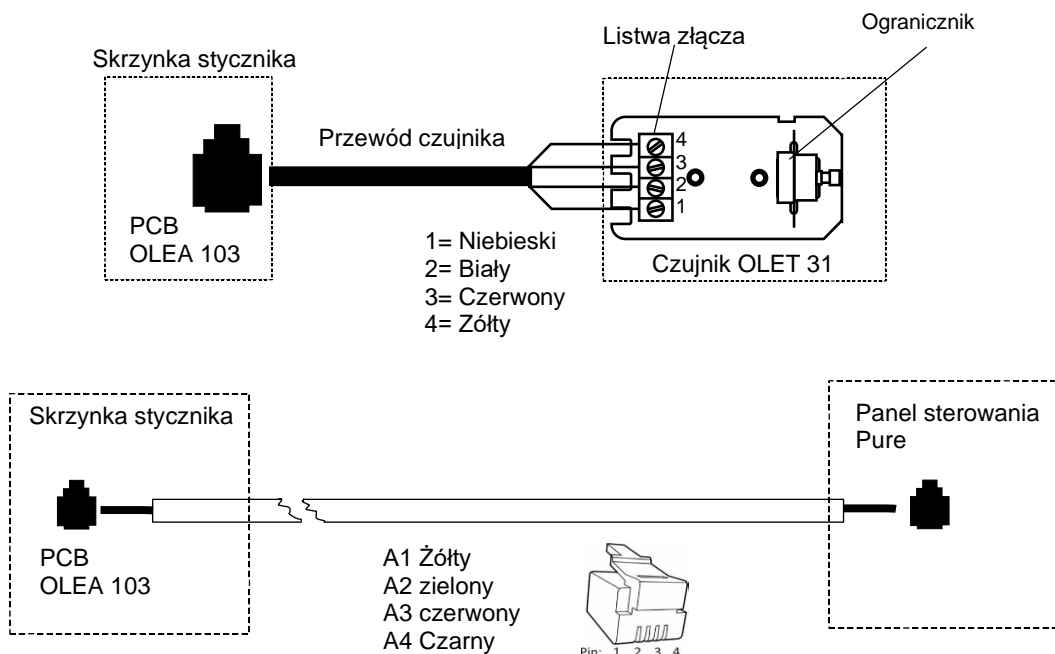 Ogranicznik
Listwa złącza
Skrzynka stycznika
Przewód czujnika
4
3
2
1
PCB
OLEA 103
1= Niebieski
2= Biały
3= Czerwony
4= Zółty
Czujnik OLET 31
Skrzynka stycznika
Panel sterowania
Pure
PCB
OLEA 103
A1 Żółty
A2 zielony
A3 czerwony
A4 Czarny
Pin: 1 2 3 4